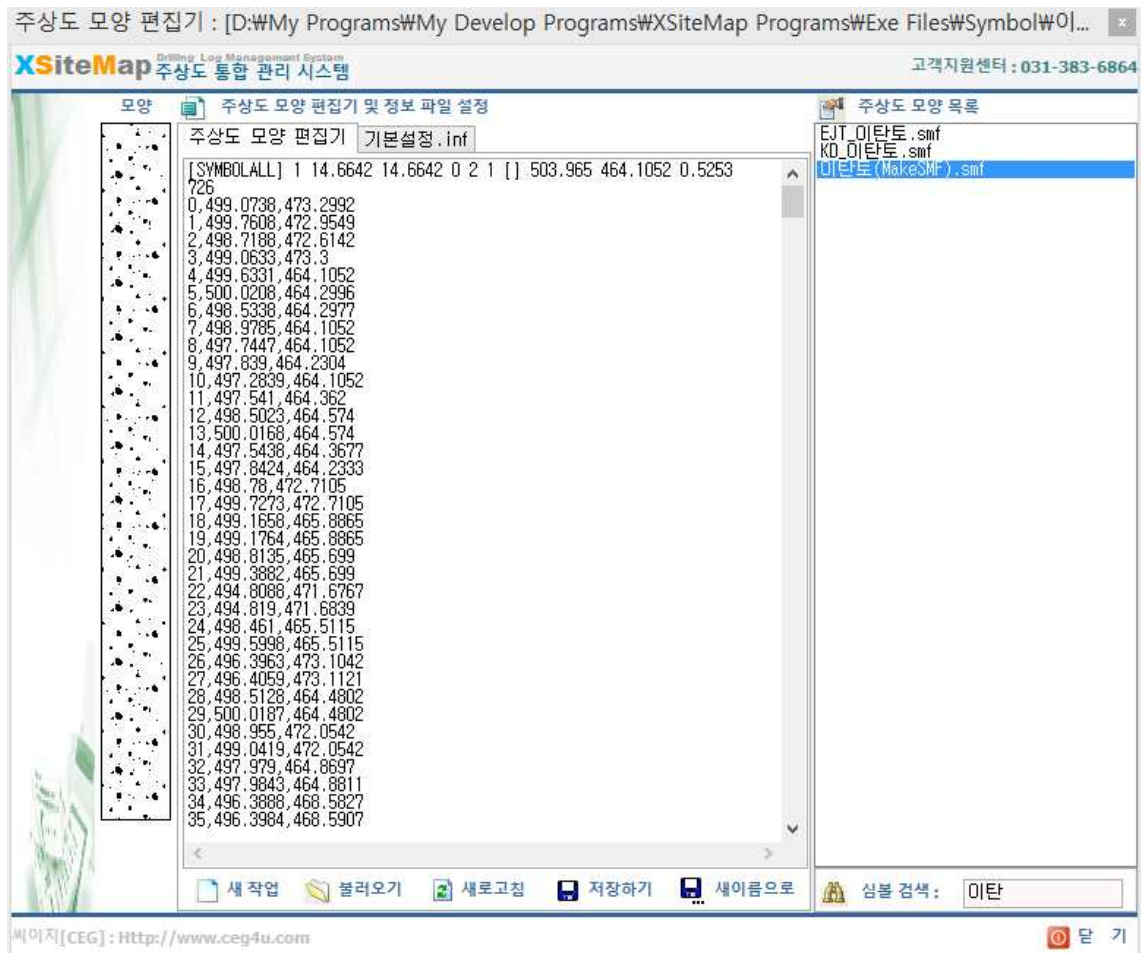 주상도 모양 편집기 : [D:₩My Programs₩My Develop Programs₩XSiteMap Programs₩Exe Files₩Symbol₩이...
XSiteMap Drilling Log Management System
주상도 통합 관리 시스템
고객지원센터 : 031-383-6864
모양
주상도 모양 편집기 및 정보 파일 설정
주상도 모양 목록
주상도 모양 편집기 기본설정.inf
EJT_이탄토.smf
KD_이탄토.smf
이탄토(MakeSMF).smf
[SYMBOLALL] 1 14.6642 14.6642 0 2 1 [] 503.965 464.1052 0.5253
726
0,499.0738,473.2992
1,499.7608,472.9549
2,498.7188,472.6142
3,499.0633,473.3
4,499.6331,464.1052
5,500.0208,464.2996
6,498.5338,464.2977
7,498.9785,464.1052
8,497.7447,464.1052
9,497.839,464.2304
10,497.2839,464.1052
11,497.541,464.362
12,498.5023,464.574
13,500.0168,464.574
14,497.5438,464.3677
15,497.8424,464.2333
16,498.78,472.7105
17,499.7273,472.7105
18,499.1658,465.8865
19,499.1764,465.8865
20,498.8135,465.699
21,499.3882,465.699
22,494.8088,471.6767
23,494.819,471.6839
24,498.461,465.5115
25,499.5998,465.5115
26,496.3963,473.1042
27,496.4059,473.1121
28,498.5128,464.4802
29,500.0187,464.4802
30,498.955,472.0542
31,499.0419,472.0542
32,497.979,464.8697
33,497.9843,464.8811
34,496.3888,468.5827
35,496.3984,468.5907
새 작업 불러오기 새로고침 저장하기 새이름으로
심볼 검색 : 이탄
씨이지[CEG] : Http://www.ceg4u.com
닫 기